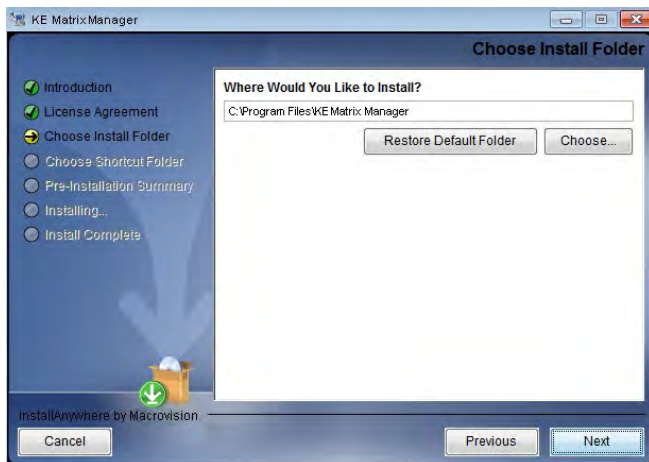 KE MatrixManager
Choose Install Folder
Introduction
License Agreement
Choose Install Folder
Choose Shortcut Folder
Pre-Installation Summary
Installing...
Install Complete
Where Would You Like to Install?
C:\Program Files\KE Matrix Manager
Restore Default Folder
Choose...
InstallAnywhere by Macrovision
Cancel
Previous
Next